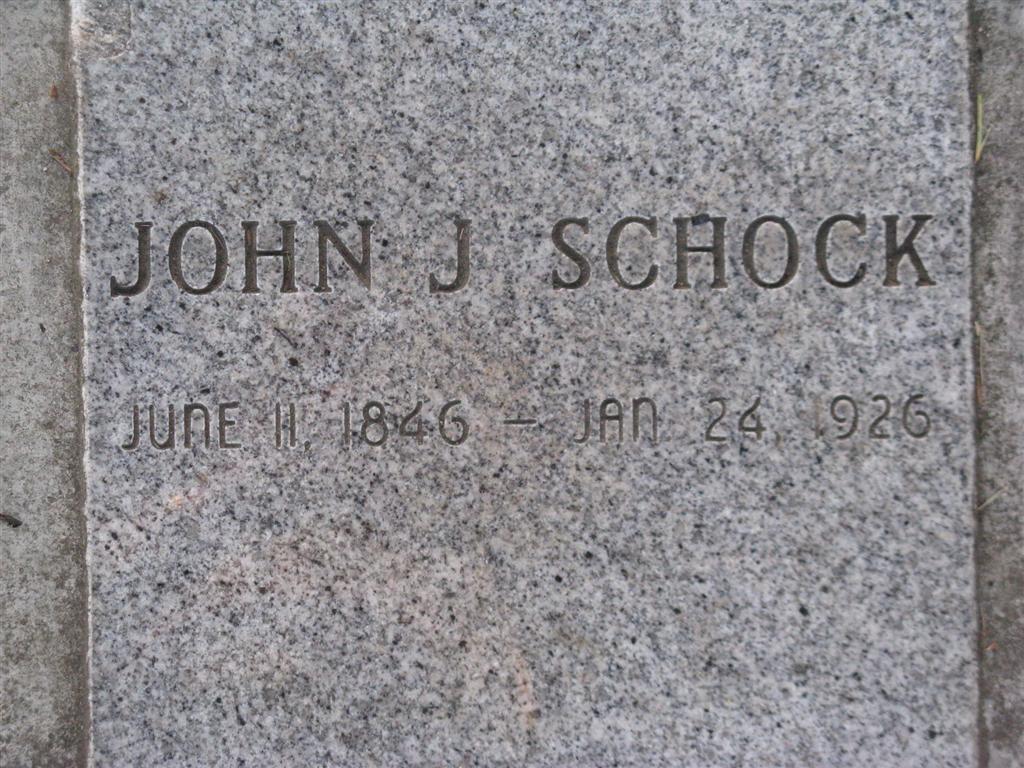 JOHN J SCHOCK
JUNE 11, 1846 - JAN 24, 1926